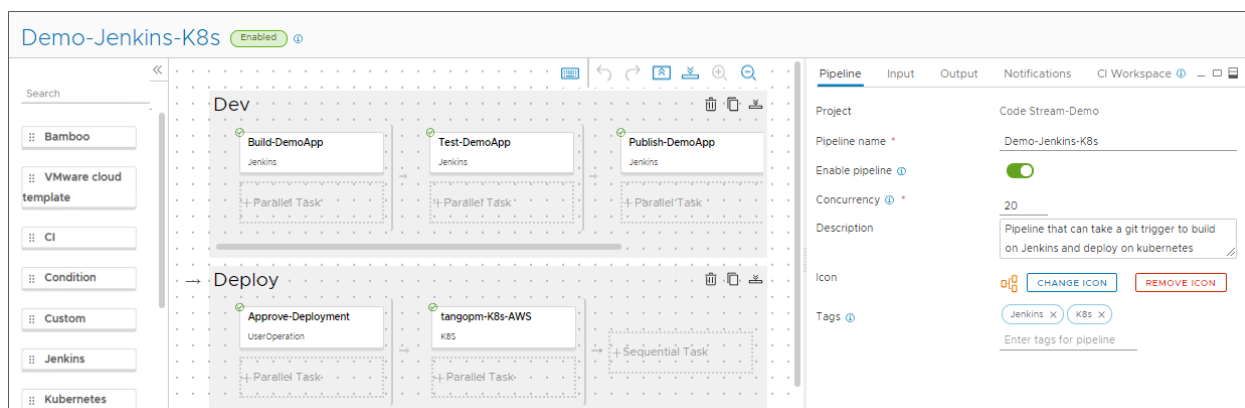 Demo-Jenkins-K8s Enabled
Search
Bamboo
VMware cloud
template
CI
Condition
Custom
Jenkins
Kubernetes
Dev
Build-DemoApp
Jenkins
+ Parallel Task
Test-DemoApp
Jenkins
+ Parallel Task
Publish-DemoApp
Jenkins
+ Parallel Task
Deploy
Approve-Deployment
UserOperation
+ Parallel Task
tangopm-K8s-AWS
K8S
+ Parallel Task
+ Sequential Task
Pipeline Input Output Notifications CI Workspace
Project Code Stream-Demo
Pipeline name * Demo-Jenkins-K8s
Enable pipeline
Concurrency * 20
Description Pipeline that can take a git trigger to build
on Jenkins and deploy on kubernetes
Icon CHANGE ICON REMOVE ICON
Tags Jenkins X K8s X
Enter tags for pipeline